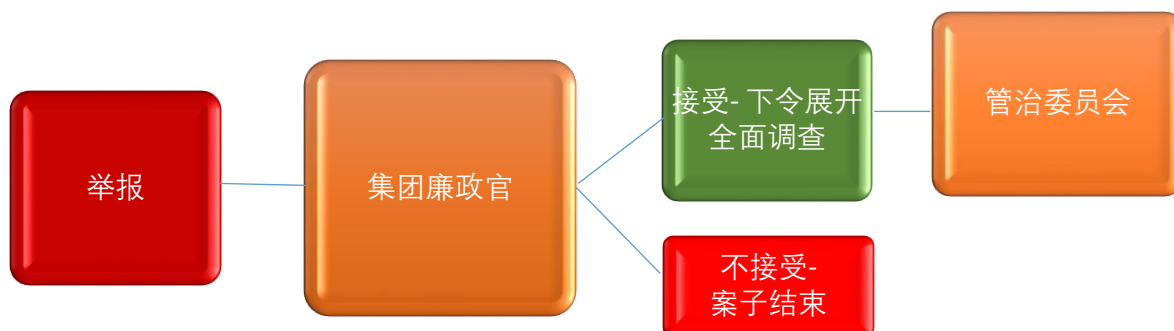 举报
集团廉政官
接受- 下令展开
全面调查
管治委员会
不接受-
案子结束